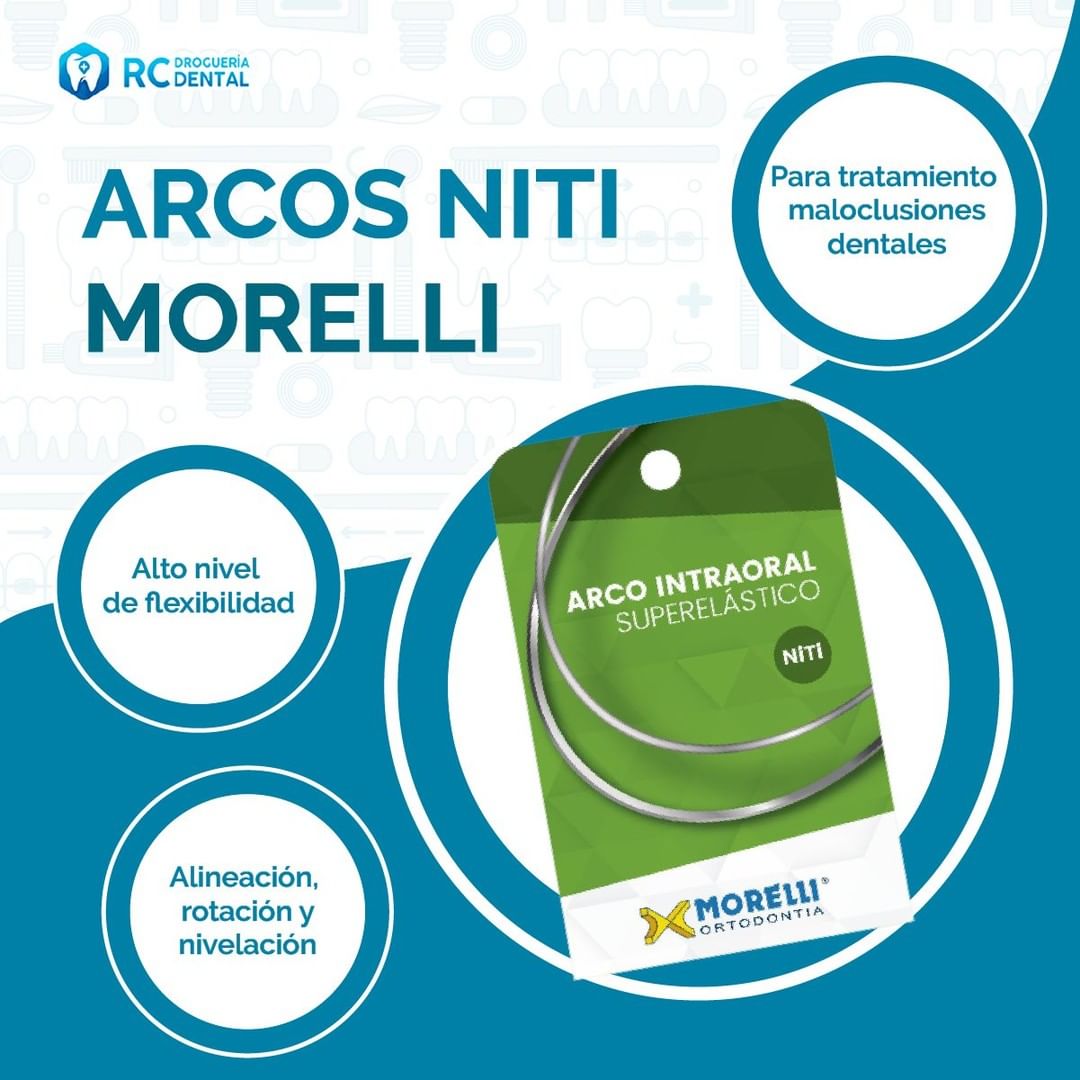 RC DROGUERÍA
DENTAL
ARCOS NITI
MORELLI
Para tratamiento
maloclusiones
dentales
Alto nivel
de flexibilidad
ARCO INTRAORAL
SUPERELÁSTICO
NiTi
Alineación,
rotación y
nivelación
MORELLI®
ORTODONTIA